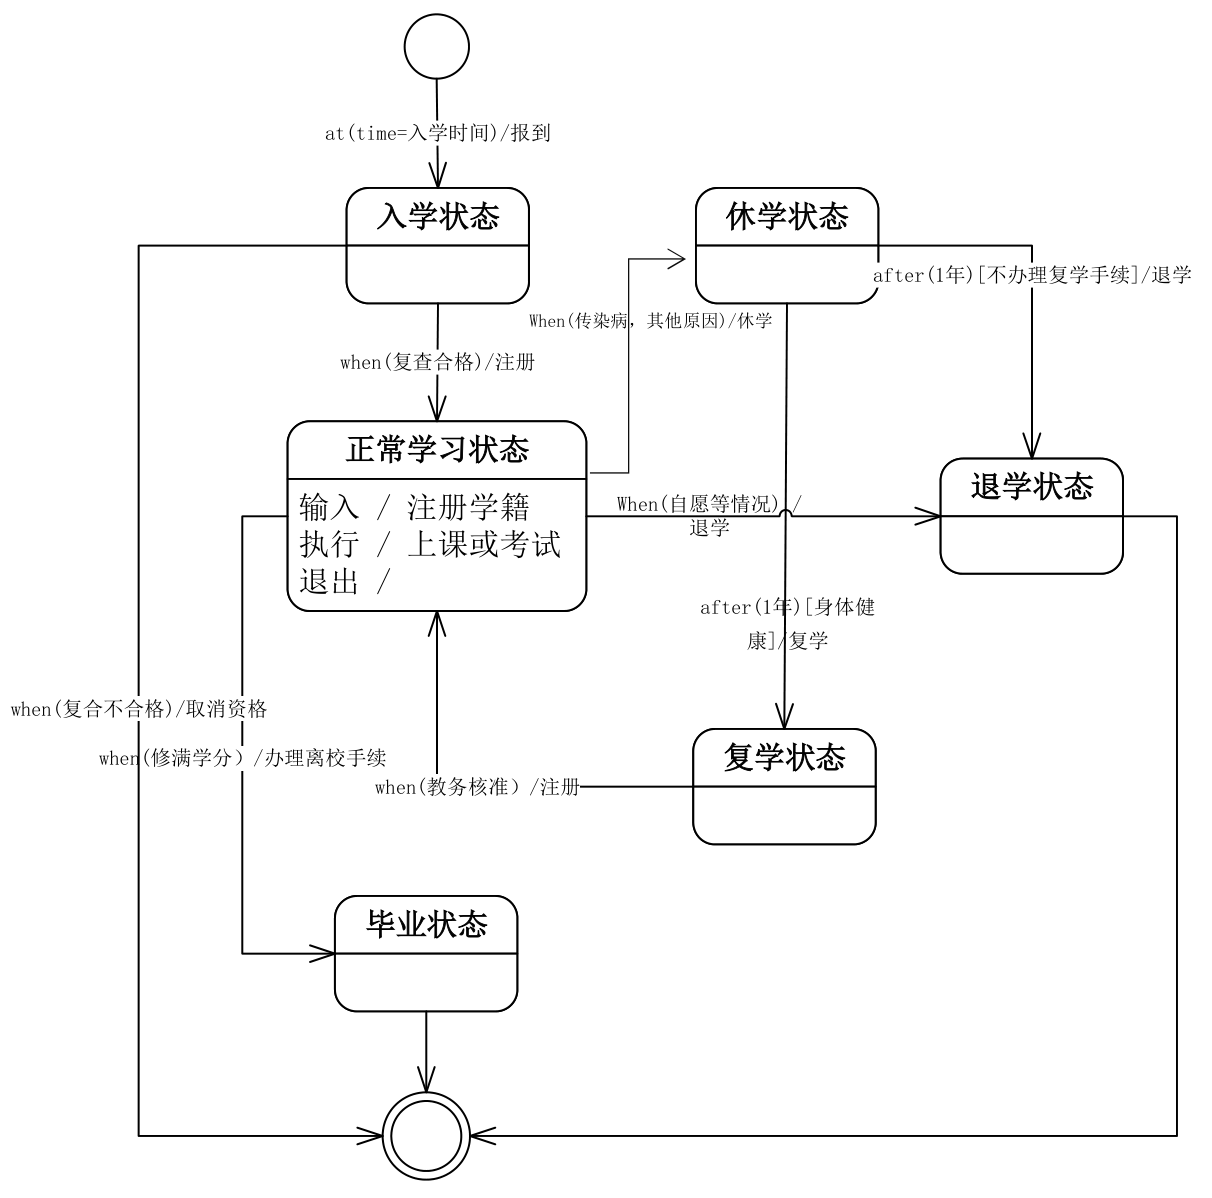 at(time=入学时间)/报到
入学状态
休学状态
after(1年)[不办理复学手续]/退学
When(传染病，其他原因)/休学
when(复查合格)/注册
正常学习状态
输入 / 注册学籍
执行 / 上课或考试
退出 /
When(自愿等情况) /
退学
退学状态
after(1年)[身体健
康]/复学
when(复合不合格)/取消资格
when(修满学分）/办理离校手续
复学状态
when(教务核准）/注册
毕业状态